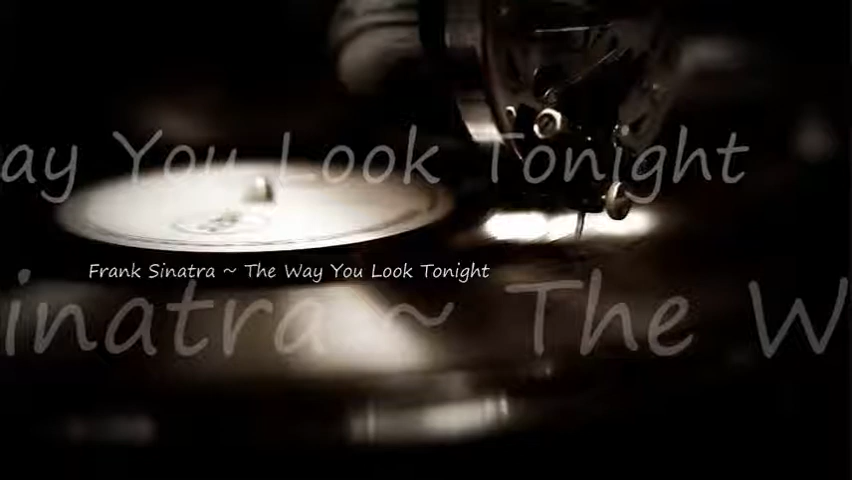 ay You Look Tonight
Frank Sinatra ~ The Way You Look Tonight
inatra ~ The W